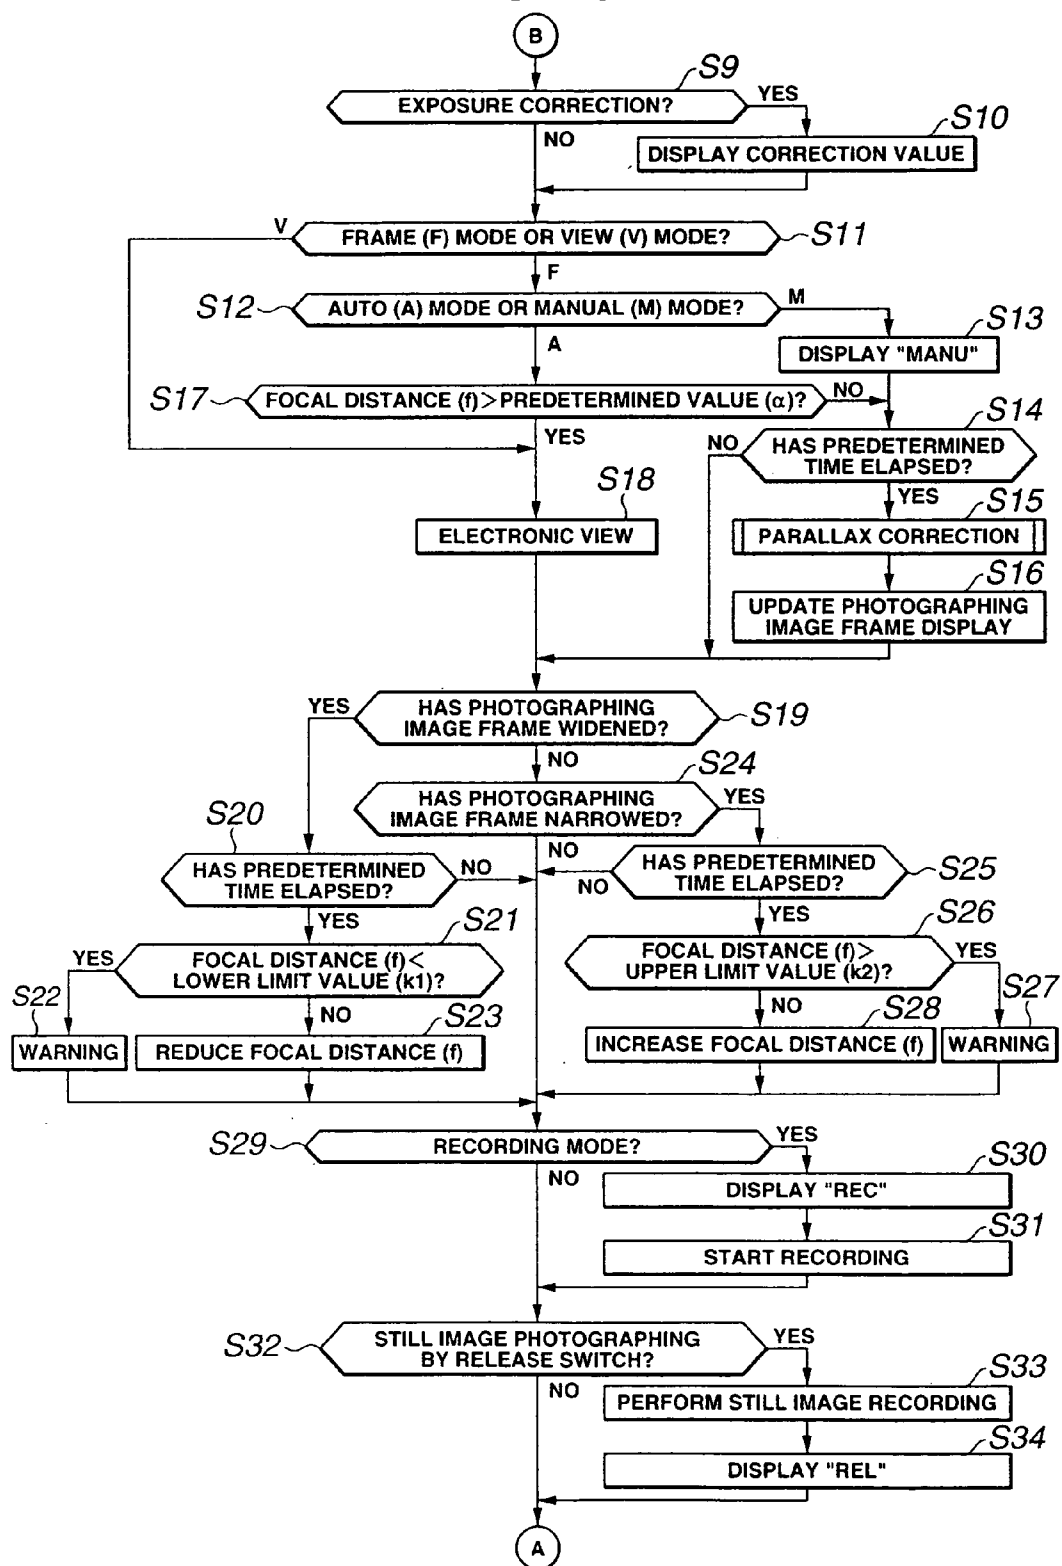 B
S9
EXPOSURE CORRECTION?
YES
NO
S10
DISPLAY CORRECTION VALUE
V
FRAME (F) MODE OR VIEW (V) MODE?
S11
F
S12
AUTO (A) MODE OR MANUAL (M) MODE?
M
S13
A
DISPLAY "MANU"
S17
FOCAL DISTANCE (f)>PREDETERMINED VALUE (α)?
NO
S14
YES
NO
HAS PREDETERMINED
TIME ELAPSED?
YES
S18
ELECTRONIC VIEW
S15
PARALLAX CORRECTION
S16
UPDATE PHOTOGRAPHING
IMAGE FRAME DISPLAY
YES
HAS PHOTOGRAPHING
IMAGE FRAME WIDENED?
S19
NO
S24
HAS PHOTOGRAPHING
IMAGE FRAME NARROWED?
YES
NO
S20
HAS PREDETERMINED
TIME ELAPSED?
NO
YES
HAS PREDETERMINED
TIME ELAPSED?
S25
NO
YES
S21
YES
FOCAL DISTANCE (f)<
LOWER LIMIT VALUE (k1)?
NO
S26
FOCAL DISTANCE (f)>
UPPER LIMIT VALUE (k2)?
YES
NO
S22
WARNING
S23
REDUCE FOCAL DISTANCE (f)
S28
INCREASE FOCAL DISTANCE (f)
S27
WARNING
S29
RECORDING MODE?
YES
NO
S30
DISPLAY "REC"
S31
START RECORDING
S32
STILL IMAGE PHOTOGRAPHING
BY RELEASE SWITCH?
YES
NO
S33
PERFORM STILL IMAGE RECORDING
S34
DISPLAY "REL"
A